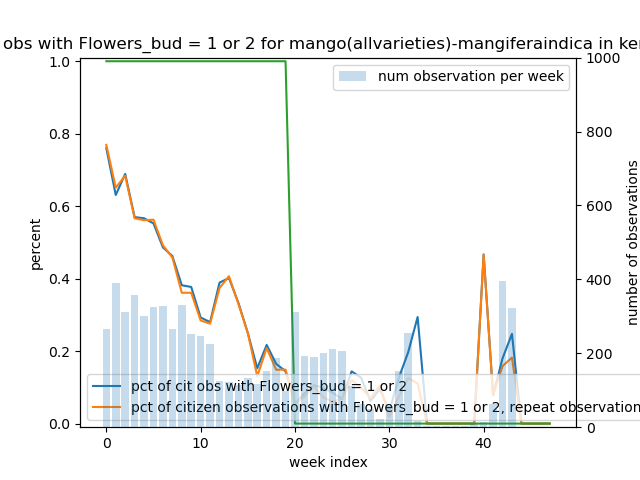 obs with Flowers_bud = 1 or 2 for mango(allvarieties)-mangiferaindica in
num observation per week
1.0
0.8
0.6
0.4
0.2
0.0
percent
1000
800
600
400
200
0
number of observations
pct of cit obs with Flowers_bud = 1 or 2
pct of citizen observations with Flowers_bud = 1 or 2, repeat observation
0 10 20 30 40
week index